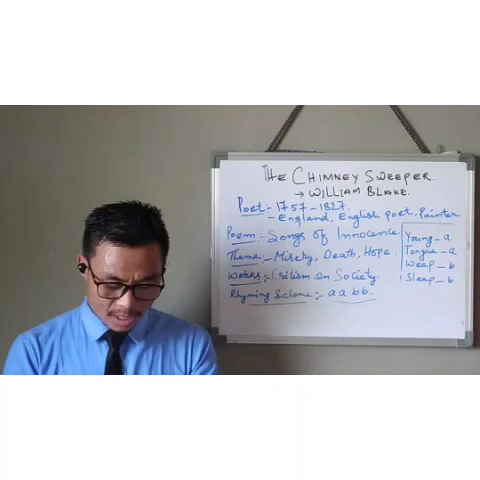 THE CHIMNEY SWEEPER.
→ WILLIAM BLAKE.
Poet:- 1757-1827.
- England, English poet, Painter
Poem - Songs of Innocence
Theme:- Misery, Death, Hope.
Works:- Critism on Society.
Rhyming Scheme:- a a b b.
Young - a
Tongue - a
Weep - b
Sleep - b.